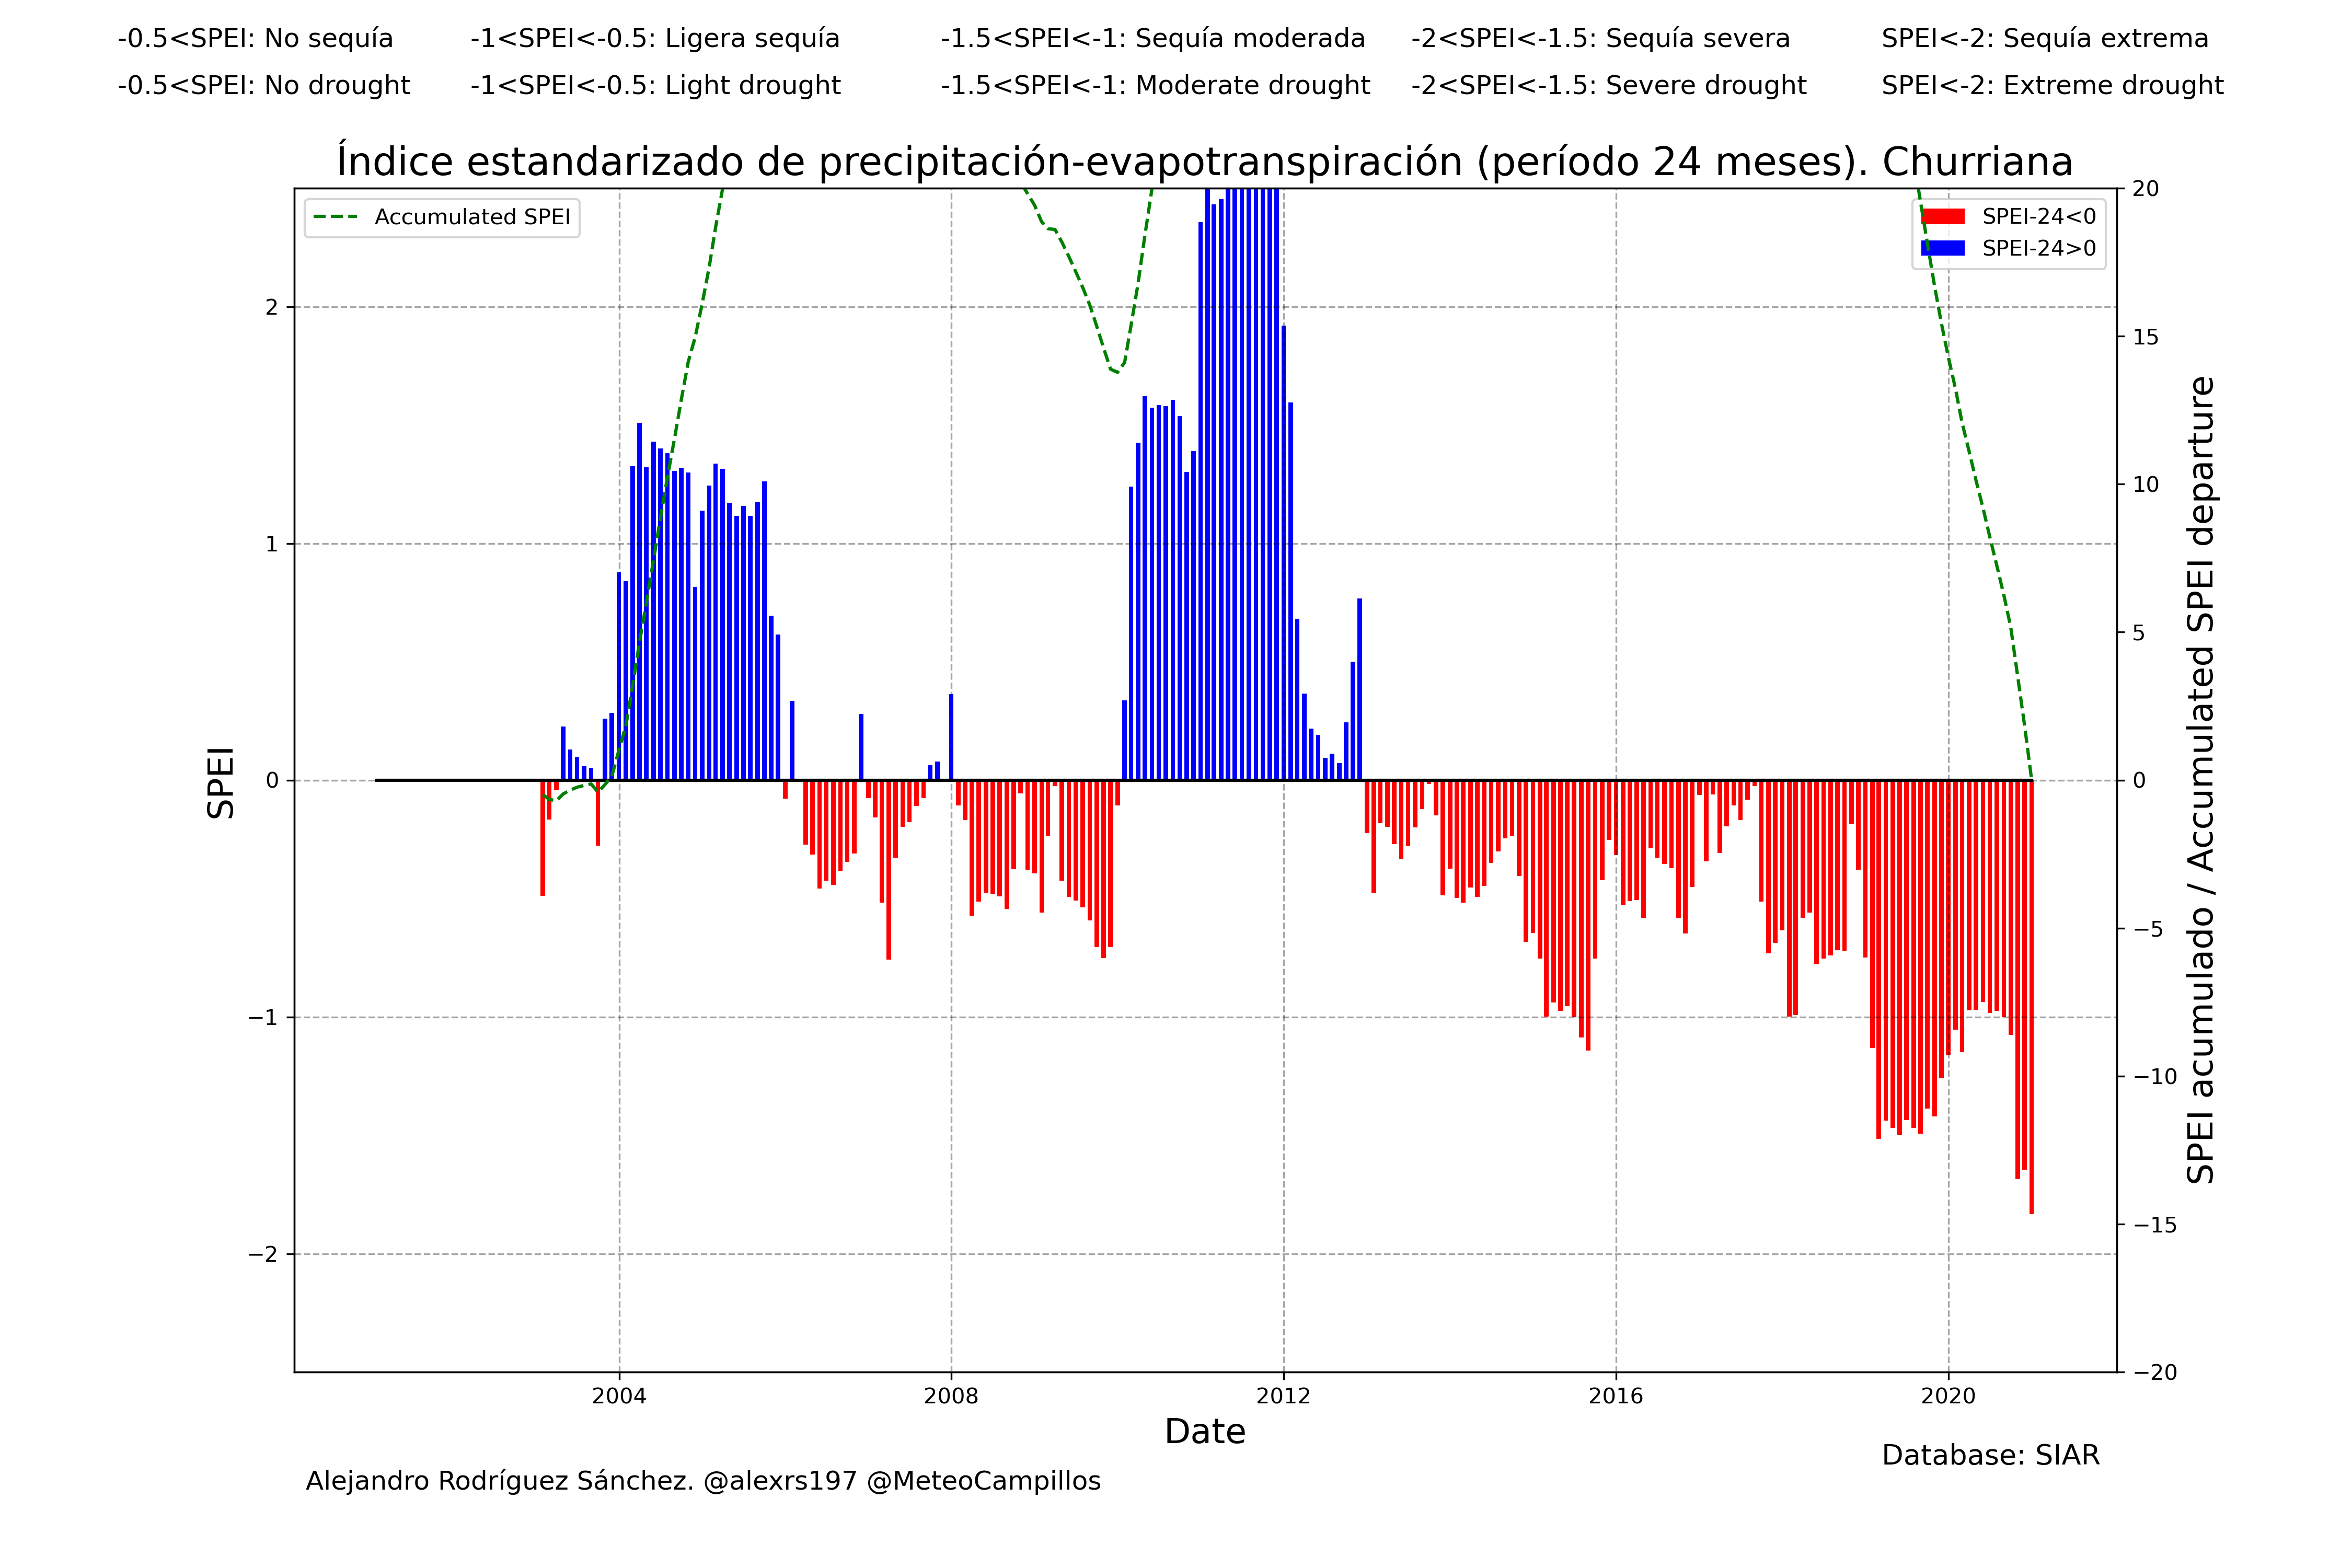 -0.5<SPEI: No sequía -1<SPEI<-0.5: Ligera sequía -1.5<SPEI<-1: Sequía moderada -2<SPEI<-1.5: Sequía severa SPEI<-2: Sequía extrema
-0.5<SPEI: No drought -1<SPEI<-0.5: Light drought -1.5<SPEI<-1: Moderate drought -2<SPEI<-1.5: Severe drought SPEI<-2: Extreme drought
Índice estandarizado de precipitación-evapotranspiración (período 24 meses). Churriana
Accumulated SPEI
SPEI-24<0
SPEI-24>0
SPEI
2
1
0
−1
−2
20
15
10
5
0
−5
−10
−15
−20
SPEI acumulado / Accumulated SPEI departure
2004 2008 2012 2016 2020
Date
Database: SIAR
Alejandro Rodríguez Sánchez. @alexrs197 @MeteoCampillos